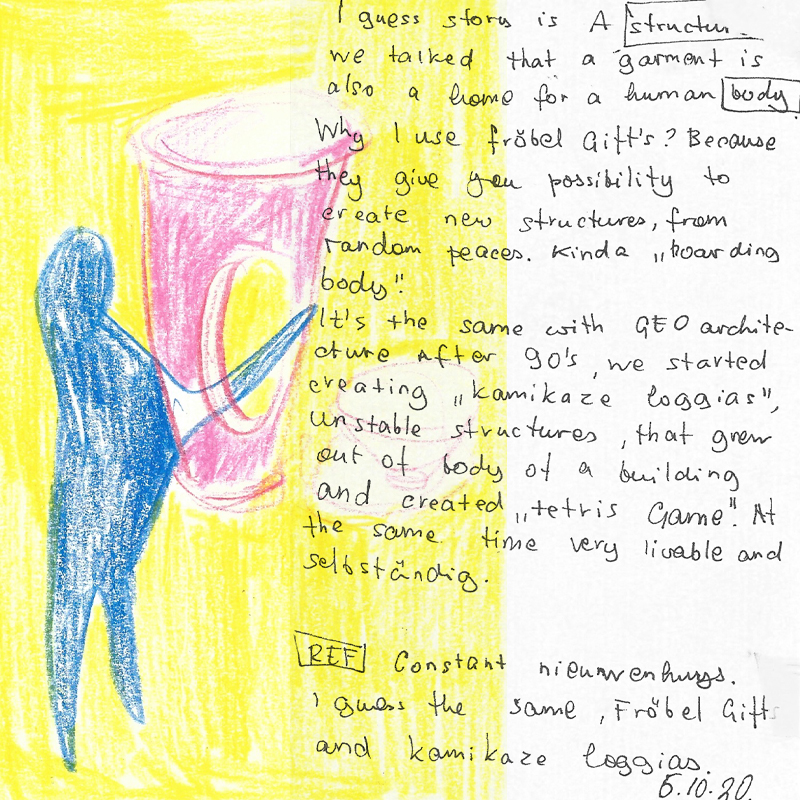 I guess story is A structur
we talked that a garment is
also a home for a human body.
Why I use fröbel Gift's? Because
they give you possibility to
create new structures, from
random peaces. Kinda „boarding
body".
It's the same with GEO archite-
cture After 90's, we started
creating „kamikaze loggias",
unstable structures, that grew
out of body of a building
and created „tetris Game". At
the same time very livable and
selbständig.
REF Constant nieuwenhuys.
I guess the same, Fröbel Gifts
and kamikaze loggias.
5.10.20.